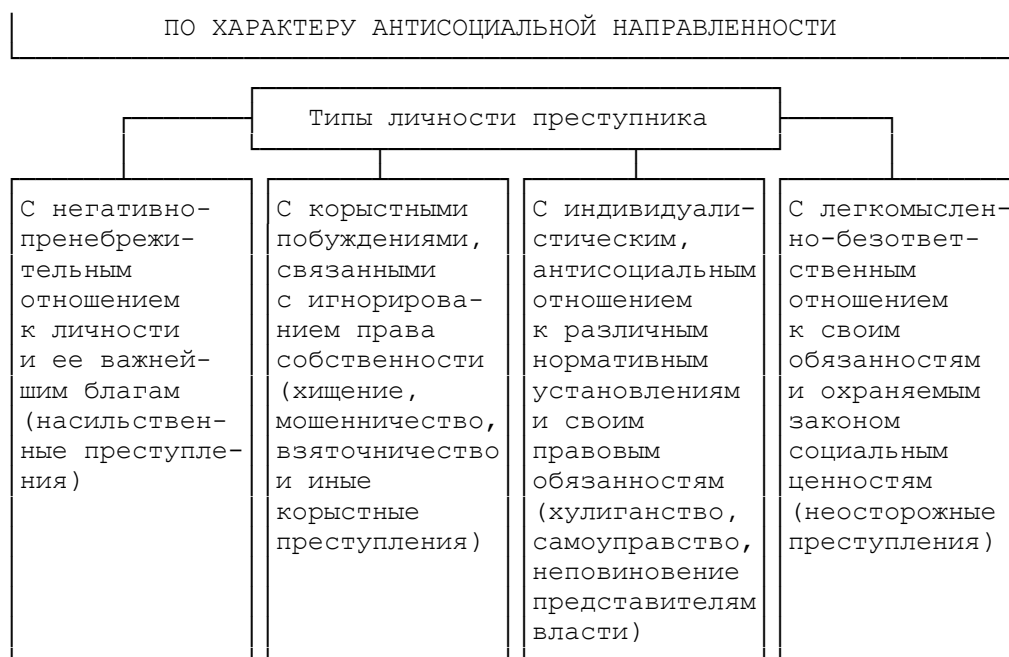 ПО ХАРАКТЕРУ АНТИСОЦИАЛЬНОЙ НАПРАВЛЕННОСТИ
Типы личности преступника
С негативно-
пренебрежи-
тельным
отношением
к личности
и ее важней-
шим благам
(насильствен-
ные преступле-
ния)
С корыстными
побуждениями,
связанными
с игнорирова-
нием права
собственности
(хищение,
мошенничество,
взяточничество
и иные
корыстные
преступления)
С индивидуали-
стическим,
антисоциальным
отношением
к различным
нормативным
установлениям
и своим
правовым
обязанностям
(хулиганство,
самоуправство,
неповиновение
представителям
власти)
С легкомыслен-
но-безответ-
ственным
отношением
к своим
обязанностям
и охраняемым
законом
социальным
ценностям
(неосторожные
преступления)